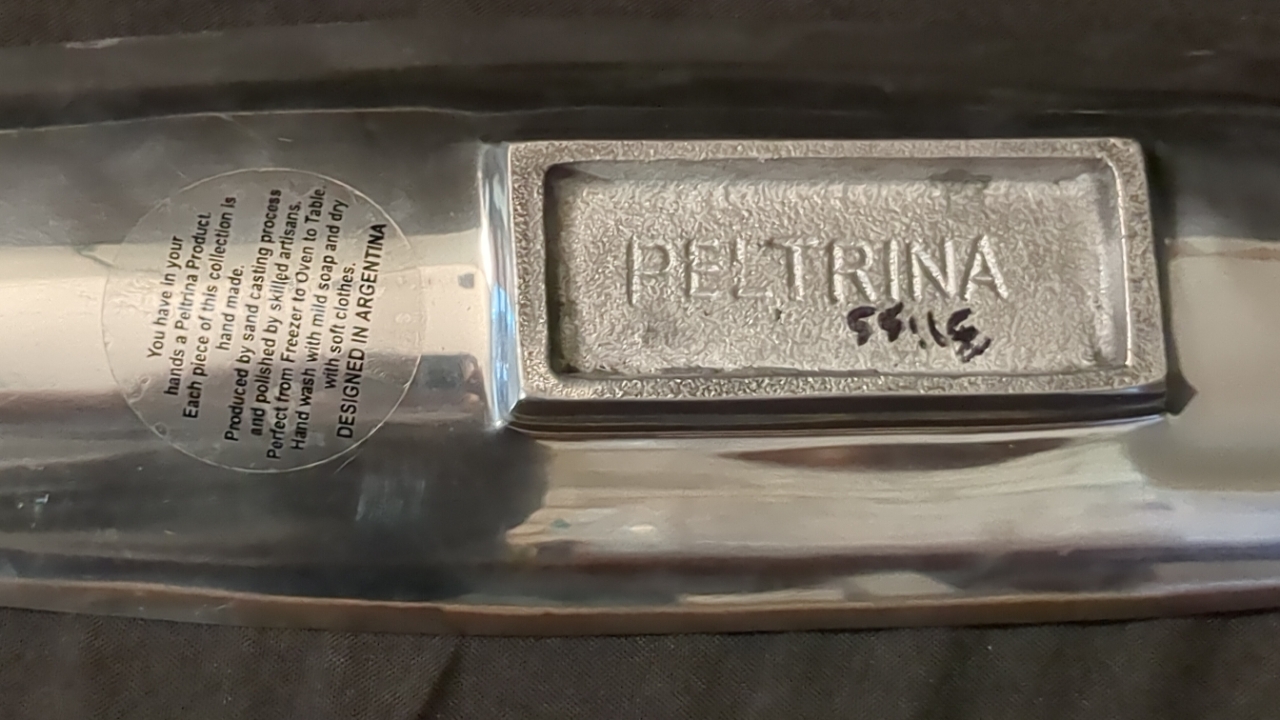 You have in your
hands a Peltrina Product.
Each piece of this collection is
hand made.
Produced by sand casting process
and polished by skilled artisans.
Perfect from Freezer to Oven to Table.
Hand wash with mild soap and dry
with soft clothes.
DESIGNED IN ARGENTINA
PELTRINA